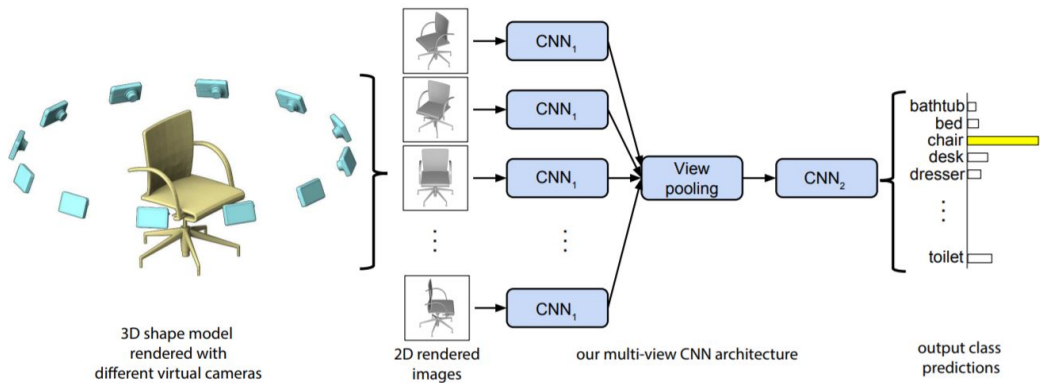 CNN₁
CNN₁
CNN₁
CNN₁
View
pooling
CNN₂
bathtub
bed
chair
desk
dresser
toilet
3D shape model
rendered with
different virtual cameras
2D rendered
images
our multi-view CNN architecture
output class
predictions